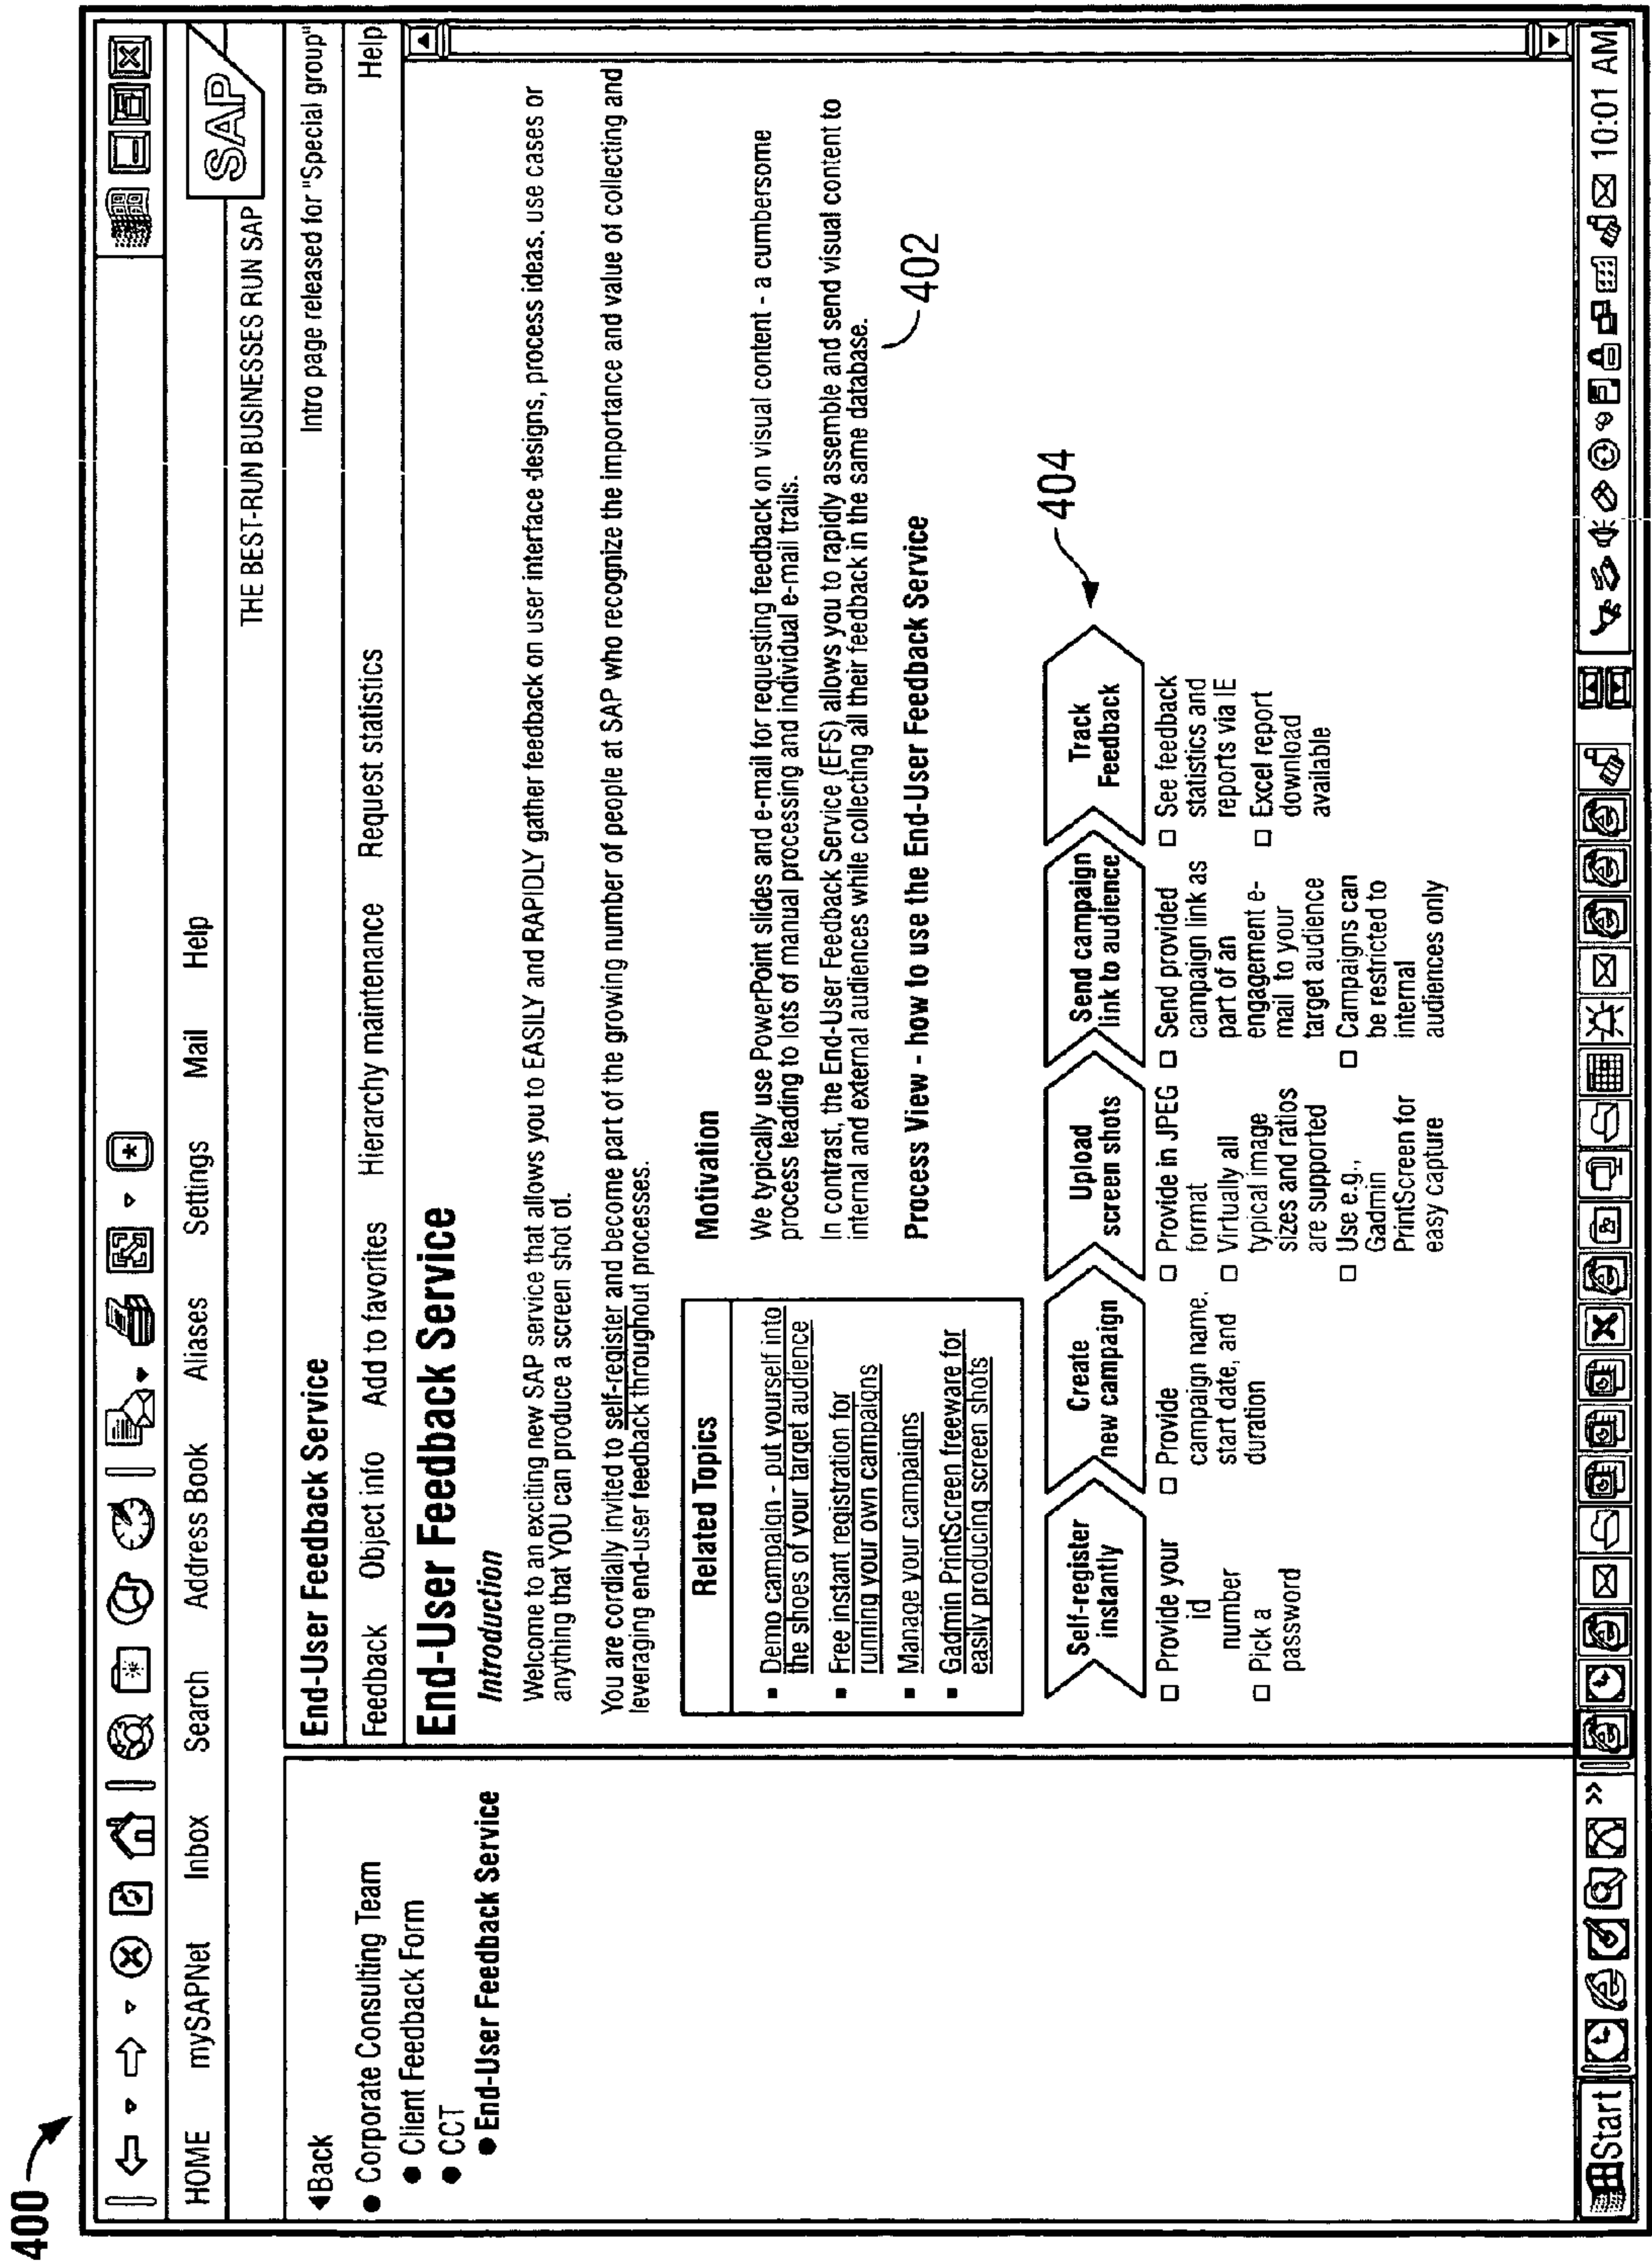 400
HOME mySAPNet Inbox Search Address Book Aliases Settings Mail Help
SAP
THE BEST-RUN BUSINESSES RUN SAP
Back
Corporate Consulting Team
Client Feedback Form
CCT
End-User Feedback Service
End-User Feedback Service Intro page released for "Special group"
Feedback Object info Add to favorites Hierarchy maintenance Request statistics Help
End-User Feedback Service
Introduction
Welcome to an exciting new SAP service that allows you to EASILY and RAPIDLY gather feedback on user interface designs, process ideas, use cases or
anything that YOU can produce a screen shot of.
You are cordially invited to self-register and become part of the growing number of people at SAP who recognize the importance and value of collecting and
leveraging end-user feedback throughout processes.
Related Topics
Demo campaign - put yourself into
the shoes of your target audience
Free instant registration for
running your own campaigns
Manage your campaigns
Gadmin PrintScreen freeware for
easily producing screen shots
Motivation
We typically use PowerPoint slides and e-mail for requesting feedback on visual content - a cumbersome
process leading to lots of manual processing and individual e-mail trails.
In contrast, the End-User Feedback Service (EFS) allows you to rapidly assemble and send visual content to
internal and external audiences while collecting all their feedback in the same database.
402
Process View - how to use the End-User Feedback Service
404
Self-register
instantly
Provide your
id
number
Pick a
password
Create
new campaign
Provide
campaign name,
start date, and
duration
Upload
screen shots
Provide in JPEG
format
Virtually all
typical image
sizes and ratios
are supported
Use e.g.,
Gadmin
PrintScreen for
easy capture
Send campaign
link to audience
Send provided
campaign link as
part of an
engagement e-
mail to your
target audience
Campaigns can
be restricted to
internal
audiences only
Track
Feedback
See feedback
statistics and
reports via IE
Excel report
download
available
Start >> 10:01 AM